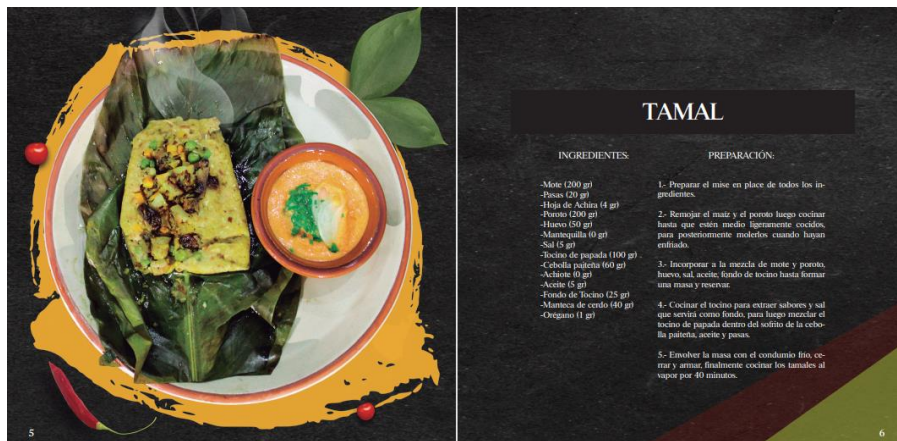 TAMAL
INGREDIENTES:
-Mote (200 gr)
-Pasas (20 gr)
-Hoja de Achira (4 gr)
-Poroto (200 gr)
-Huevo (50 gr)
-Mantequilla (0 gr)
-Sal (5 gr)
-Tocino de papada (100 gr) .
-Cebolla paiteña (60 gr)
-Achiote (0 gr)
-Aceite (5 gr)
-Fondo de Tocino (25 gr)
-Manteca de cerdo (40 gr)
-Orégano (1 gr)
PREPARACIÓN:
1.- Preparar el mise en place de todos los in-
gredientes.
2.- Remojar el maíz y el poroto luego cocinar
hasta que estén medio ligeramente cocidos,
para posteriormente molerlos cuando hayan
enfriado.
3.- Incorporar a la mezcla de mote y poroto,
huevo, sal, aceite, fondo de tocino hasta formar
una masa y reservar.
4.- Cocinar el tocino para extraer sabores y sal
que servirá como fondo, para luego mezclar el
tocino de papada dentro del sofrito de la cebo-
lla paiteña, aceite y pasas.
5.- Envolver la masa con el condumio frío, ce-
rrar y armar, finalmente cocinar los tamales al
vapor por 40 minutos.
5
6